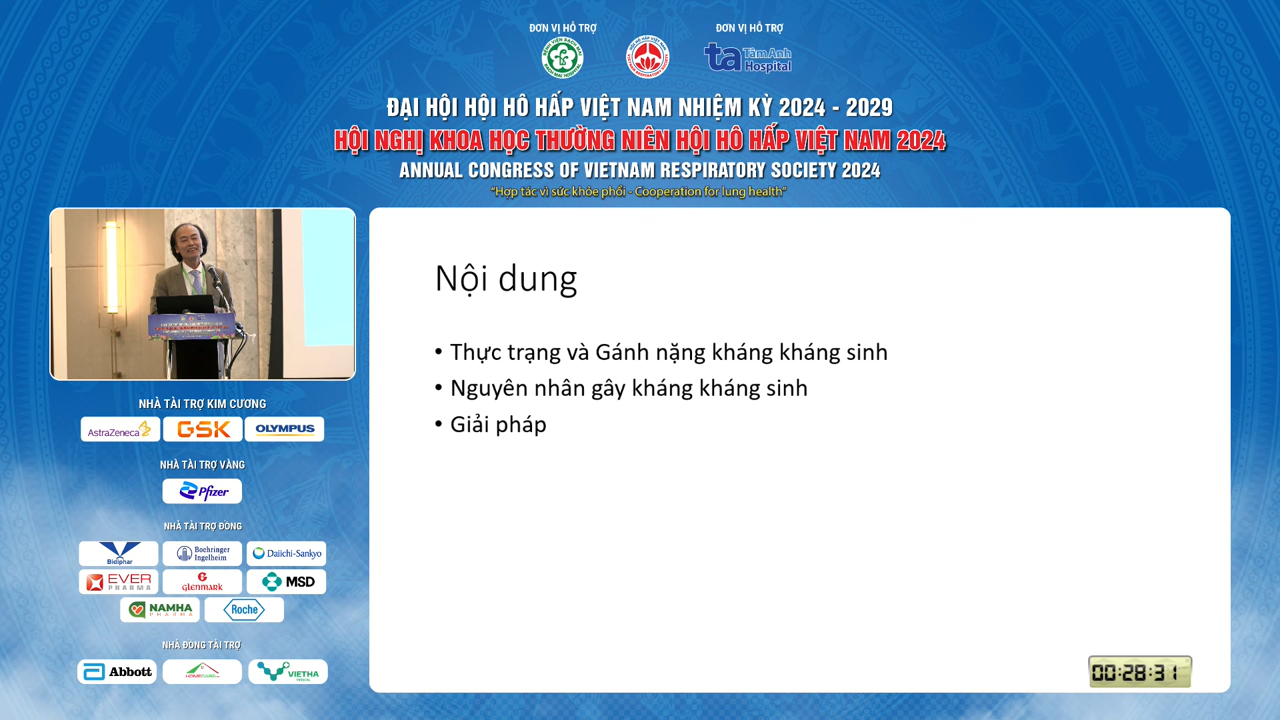 ĐƠN VỊ HỖ TRỢ
ĐƠN VỊ HỖ TRỢ
ta TâmAnh
Hospital
ĐẠI HỘI HỘI HÔ HẤP VIỆT NAM NHIỆM KỲ 2024 - 2029
HỘI NGHỊ KHOA HỌC THƯỜNG NIÊN HỘI HÔ HẤP VIỆT NAM 2024
ANNUAL CONGRESS OF VIETNAM RESPIRATORY SOCIETY 2024
"Hợp tác vì sức khỏe phổi - Cooperation for lung health"
Nội dung
• Thực trạng và Gánh nặng kháng kháng sinh
• Nguyên nhân gây kháng kháng sinh
• Giải pháp
00:28:31
NHÀ TÀI TRỢ KIM CƯƠNG
AstraZeneca GSK OLYMPUS
NHÀ TÀI TRỢ VÀNG
Pfizer
NHÀ TÀI TRỢ ĐỒNG
Bidiphar Boehringer Ingelheim Daiichi-Sankyo
EVER PHARMA G GLENMARK MSD
NAMHA PHARMA Roche
NHÀ ĐỒNG TÀI TRỢ
Abbott VIETHA